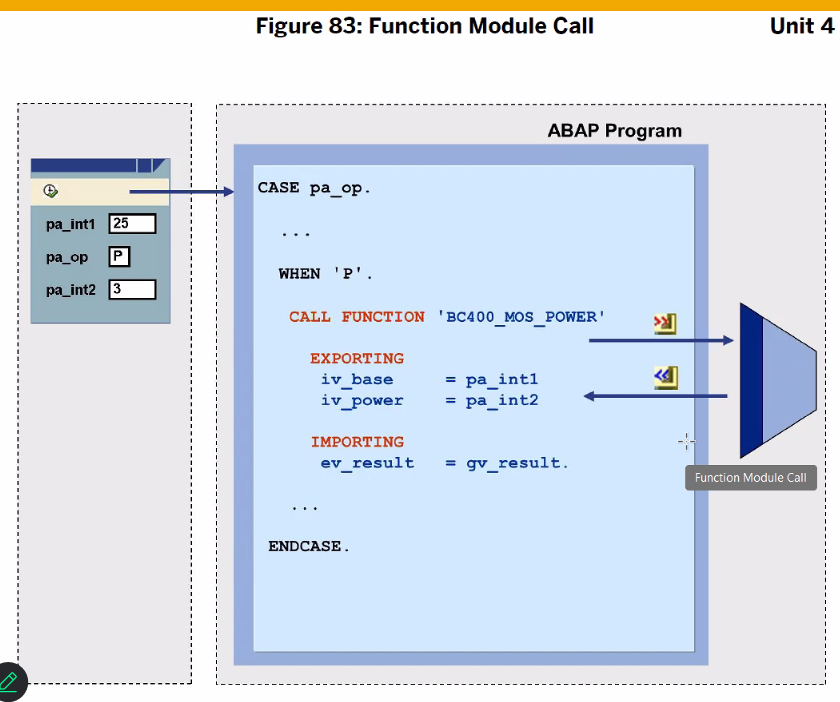 Figure 83: Function Module Call
Unit 4
ABAP Program
pa_int1 25
pa_op P
pa_int2 3
CASE pa_op.
...
WHEN 'P'.
CALL FUNCTION 'BC400_MOS_POWER'
EXPORTING
iv_base = pa_int1
iv_power = pa_int2
IMPORTING
ev_result = gv_result.
...
ENDCASE.
Function Module Call